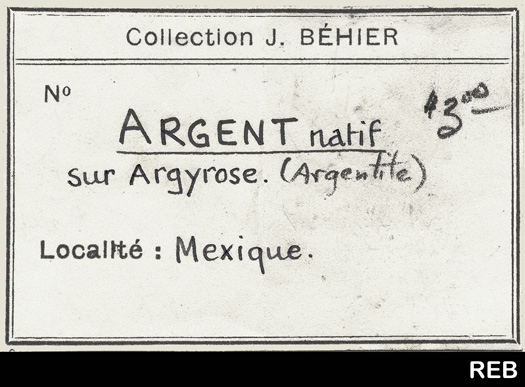 Collection J. BÉHIER
Nº
$3.00
ARGENT natif
sur Argyrose. (Argentite)
Localité : Mexique.
REB